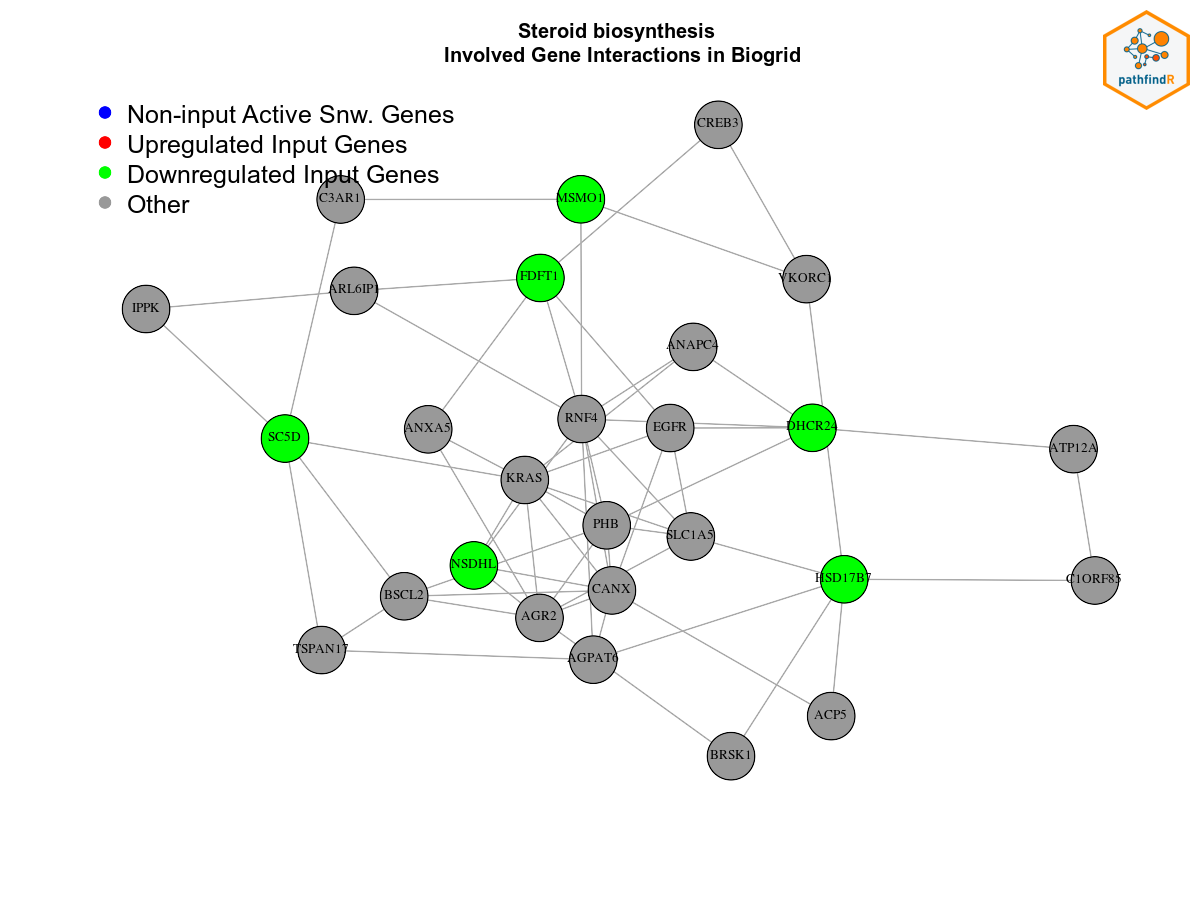 Steroid biosynthesis
Involved Gene Interactions in Biogrid
pathfindR
Non-input Active Snw. Genes
Upregulated Input Genes
Downregulated Input Genes
Other
CREB3
C3AR1
MSMO1
FDFT1
VKORC1
ARL6IP1
IPPK
ANAPC4
RNF4
EGFR
DHCR24
ANXA5
SC5D
ATP12A
KRAS
PHB
SLC1A5
NSDHL
HSD17B7
C1ORF85
CANX
BSCL2
AGR2
TSPAN17
AGPAT6
ACP5
BRSK1